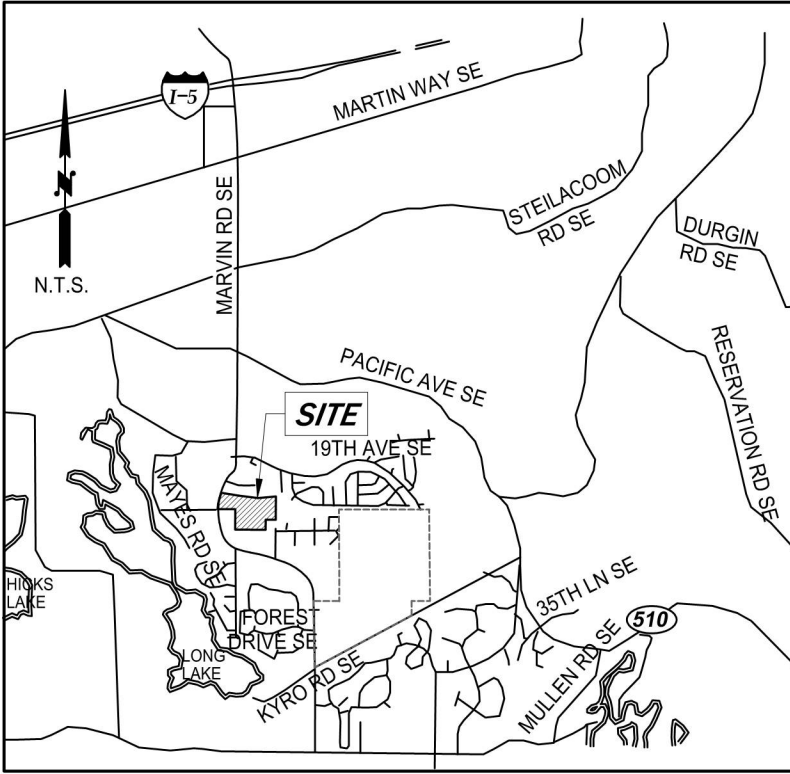 I-5
MARTIN WAY SE
N
N.T.S.
MARVIN RD SE
STEILACOOM
RD SE
DURGIN
RD SE
RESERVATION RD SE
PACIFIC AVE SE
SITE
19TH AVE SE
MAYES RD SE
HICKS
LAKE
LONG
LAKE
FOREST
DRIVE SE
KYRO RD SE
35TH LN SE
510
MULLEN RD SE